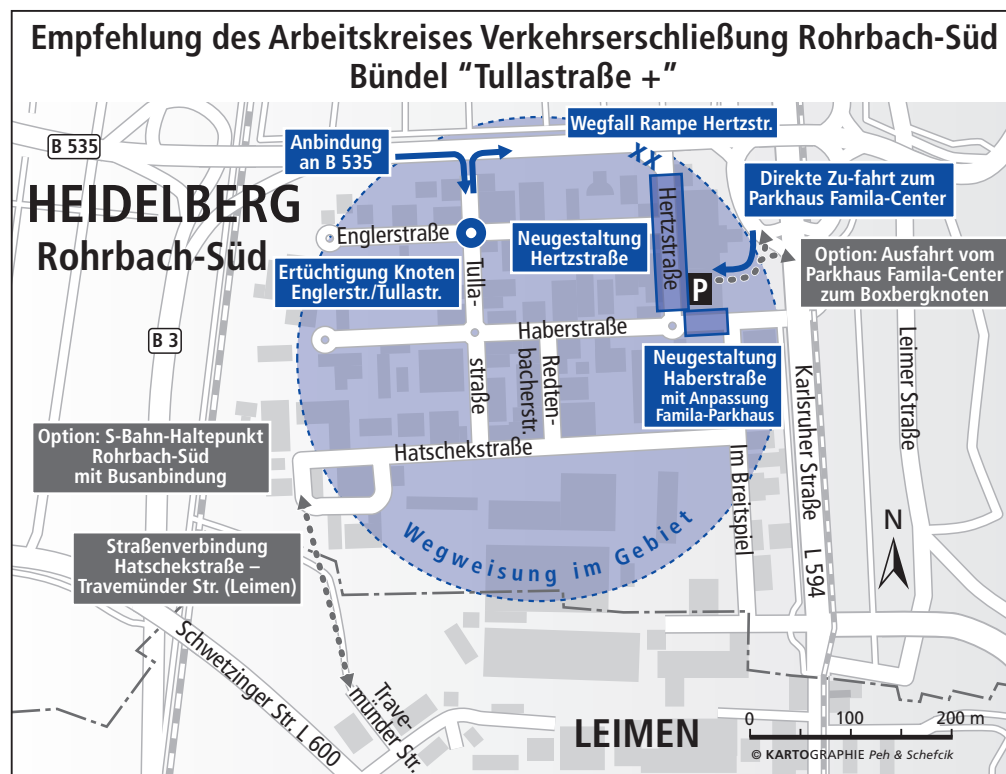 Empfehlung des Arbeitskreises Verkehrserschließung Rohrbach-Süd
Bündel “Tullastraße +”
B 535
Anbindung
an B 535
Wegfall Rampe Hertzstr.
XX
Direkte Zu-fahrt zum
Parkhaus Famila-Center
HEIDELBERG
Rohrbach-Süd
Englerstraße
Neugestaltung
Hertzstraße
Hertzstraße
Option: Ausfahrt vom
Parkhaus Famila-Center
zum Boxbergknoten
Ertüchtigung Knoten
Englerstr./Tullastr.
Tulla-
straße
P
B 3
Haberstraße
Redten-
bacherstr.
Neugestaltung
Haberstraße
mit Anpassung
Famila-Parkhaus
Karlsruher Straße
L 594
Leimer Straße
Option: S-Bahn-Haltepunkt
Rohrbach-Süd
mit Busanbindung
Hatschekstraße
Im Breitspiel
Wegweisung im Gebiet
N
Straßenverbindung
Hatschekstraße –
Travemünder Str. (Leimen)
Schwetzinger Str. L 600
Trave-
münder Str.
LEIMEN
0 100 200 m
© KARTOGRAPHIE Peh & Schefcik